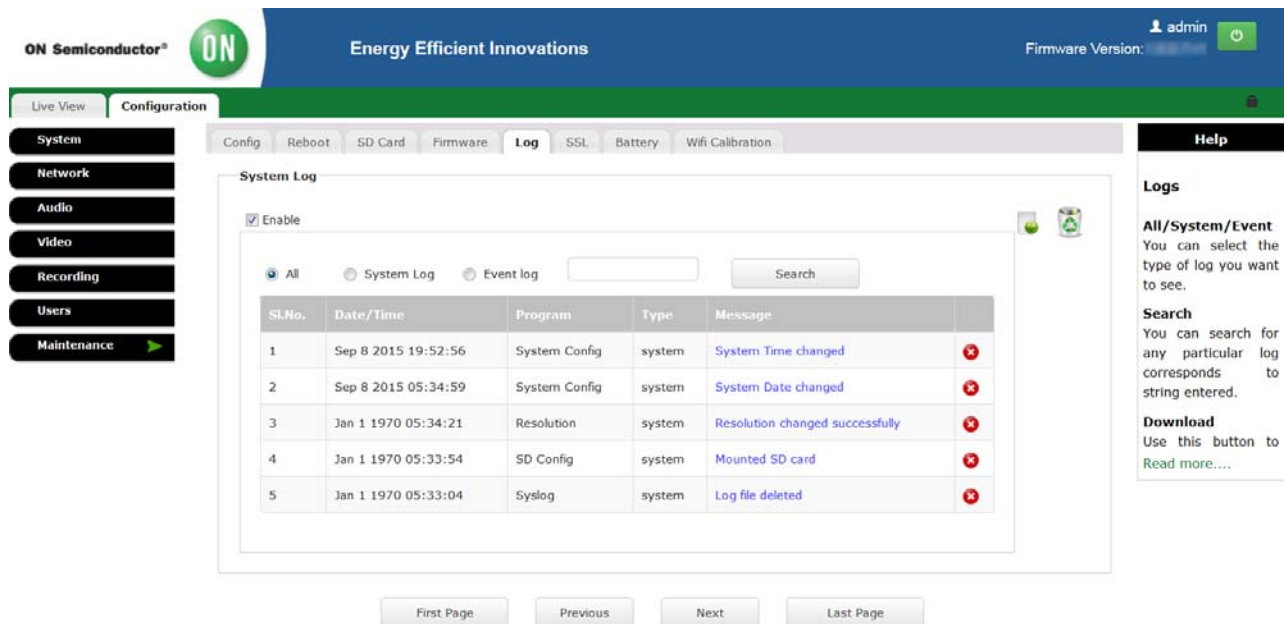 ON Semiconductor®
ON
Energy Efficient Innovations
admin
Firmware Version:
Live View
Configuration
System
Network
Audio
Video
Recording
Users
Maintenance
Config Reboot SD Card Firmware Log SSL Battery Wifi Calibration
System Log
Enable
All System Log Event log Search
Sl.No. Date/Time Program Type Message
1 Sep 8 2015 19:52:56 System Config system System Time changed
2 Sep 8 2015 05:34:59 System Config system System Date changed
3 Jan 1 1970 05:34:21 Resolution system Resolution changed successfully
4 Jan 1 1970 05:33:54 SD Config system Mounted SD card
5 Jan 1 1970 05:33:04 Syslog system Log file deleted
First Page Previous Next Last Page
Help
Logs
All/System/Event
You can select the
type of log you want
to see.
Search
You can search for
any particular log
corresponds to
string entered.
Download
Use this button to
Read more....